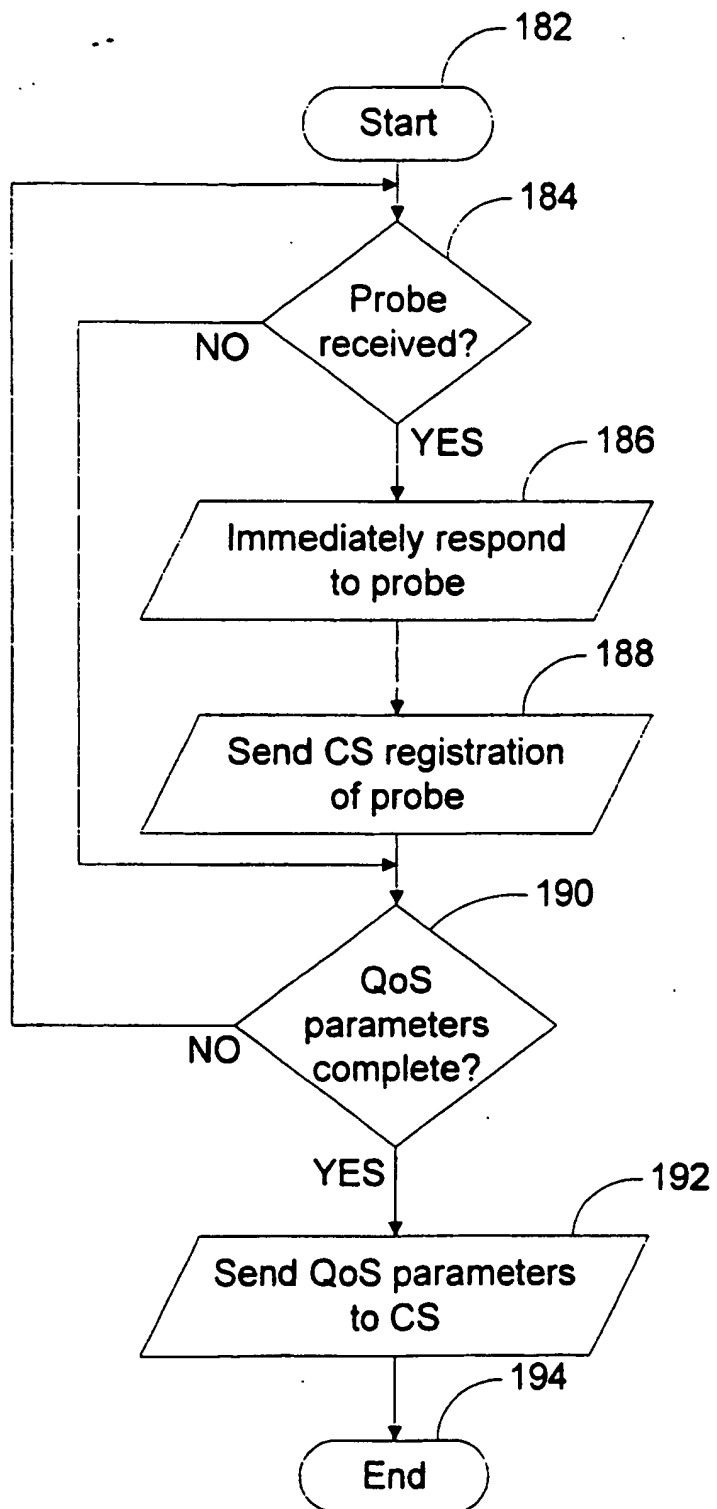 182
Start
184
Probe
received?
NO
YES
186
Immediately respond
to probe
188
Send CS registration
of probe
190
QoS
parameters
complete?
NO
YES
192
Send QoS parameters
to CS
194
End